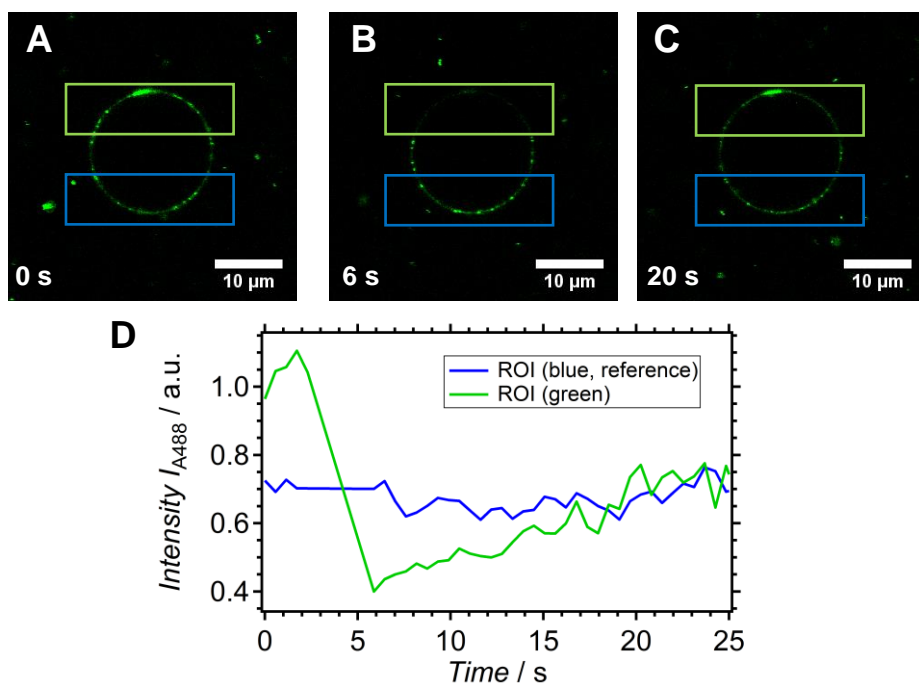 A
B
C
0 s
10 µm
6 s
10 µm
20 s
10 µm
D
Intensity I_A488 / a.u.
1.0
0.8
0.6
0.4
ROI (blue, reference)
ROI (green)
0 5 10 15 20 25
Time / s